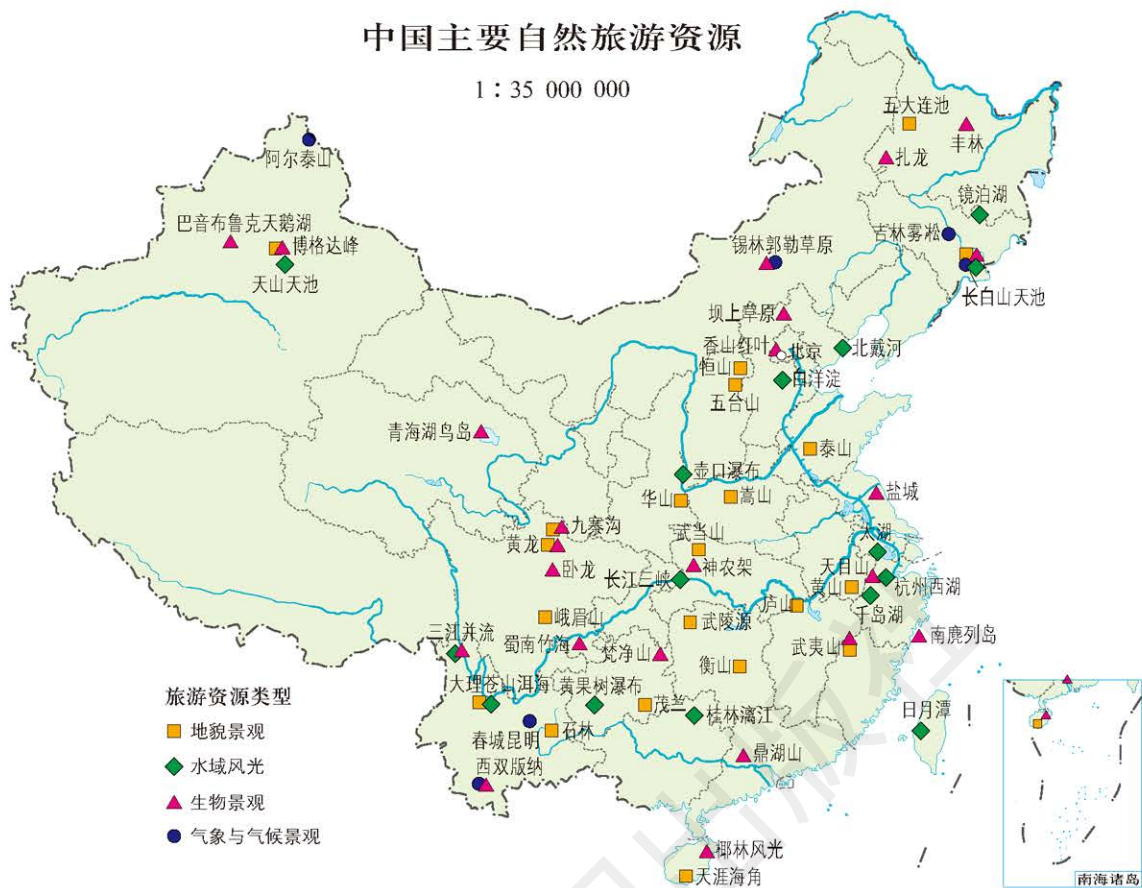 中国主要自然旅游资源
1∶35 000 000
五大连池
丰林
扎龙
阿尔泰山
镜泊湖
巴音布鲁克天鹅湖
博格达峰
吉林雾凇
锡林郭勒草原
天山天池
长白山天池
坝上草原
香山红叶
北京
北戴河
恒山
白洋淀
五台山
青海湖鸟岛
泰山
壶口瀑布
盐城
华山
嵩山
九寨沟
武当山
太湖
黄龙
神农架
天目山
卧龙
长江三峡
黄山
杭州西湖
庐山
千岛湖
峨眉山
武陵源
三江并流
蜀南竹海
南麂列岛
梵净山
武夷山
衡山
大理苍山洱海
黄果树瀑布
旅游资源类型
茂兰
桂林漓江
日月潭
地貌景观
春城昆明
石林
水域风光
西双版纳
鼎湖山
生物景观
气象与气候景观
椰林风光
天涯海角
南海诸岛